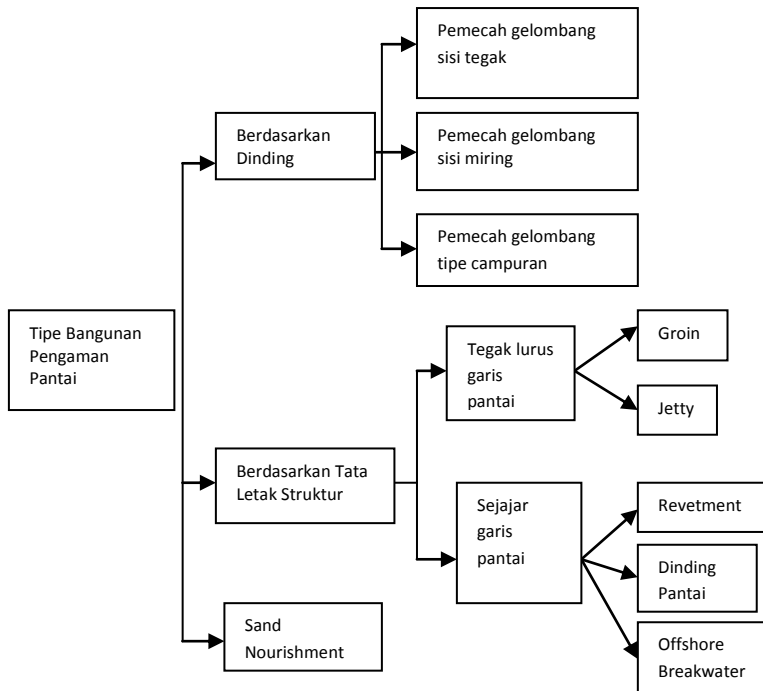 Tipe Bangunan
Pengaman
Pantai
Berdasarkan
Dinding
Pemecah gelombang
sisi tegak
Pemecah gelombang
sisi miring
Pemecah gelombang
tipe campuran
Berdasarkan Tata
Letak Struktur
Tegak lurus
garis
pantai
Groin
Jetty
Sejajar
garis
pantai
Revetment
Dinding
Pantai
Offshore
Breakwater
Sand
Nourishment